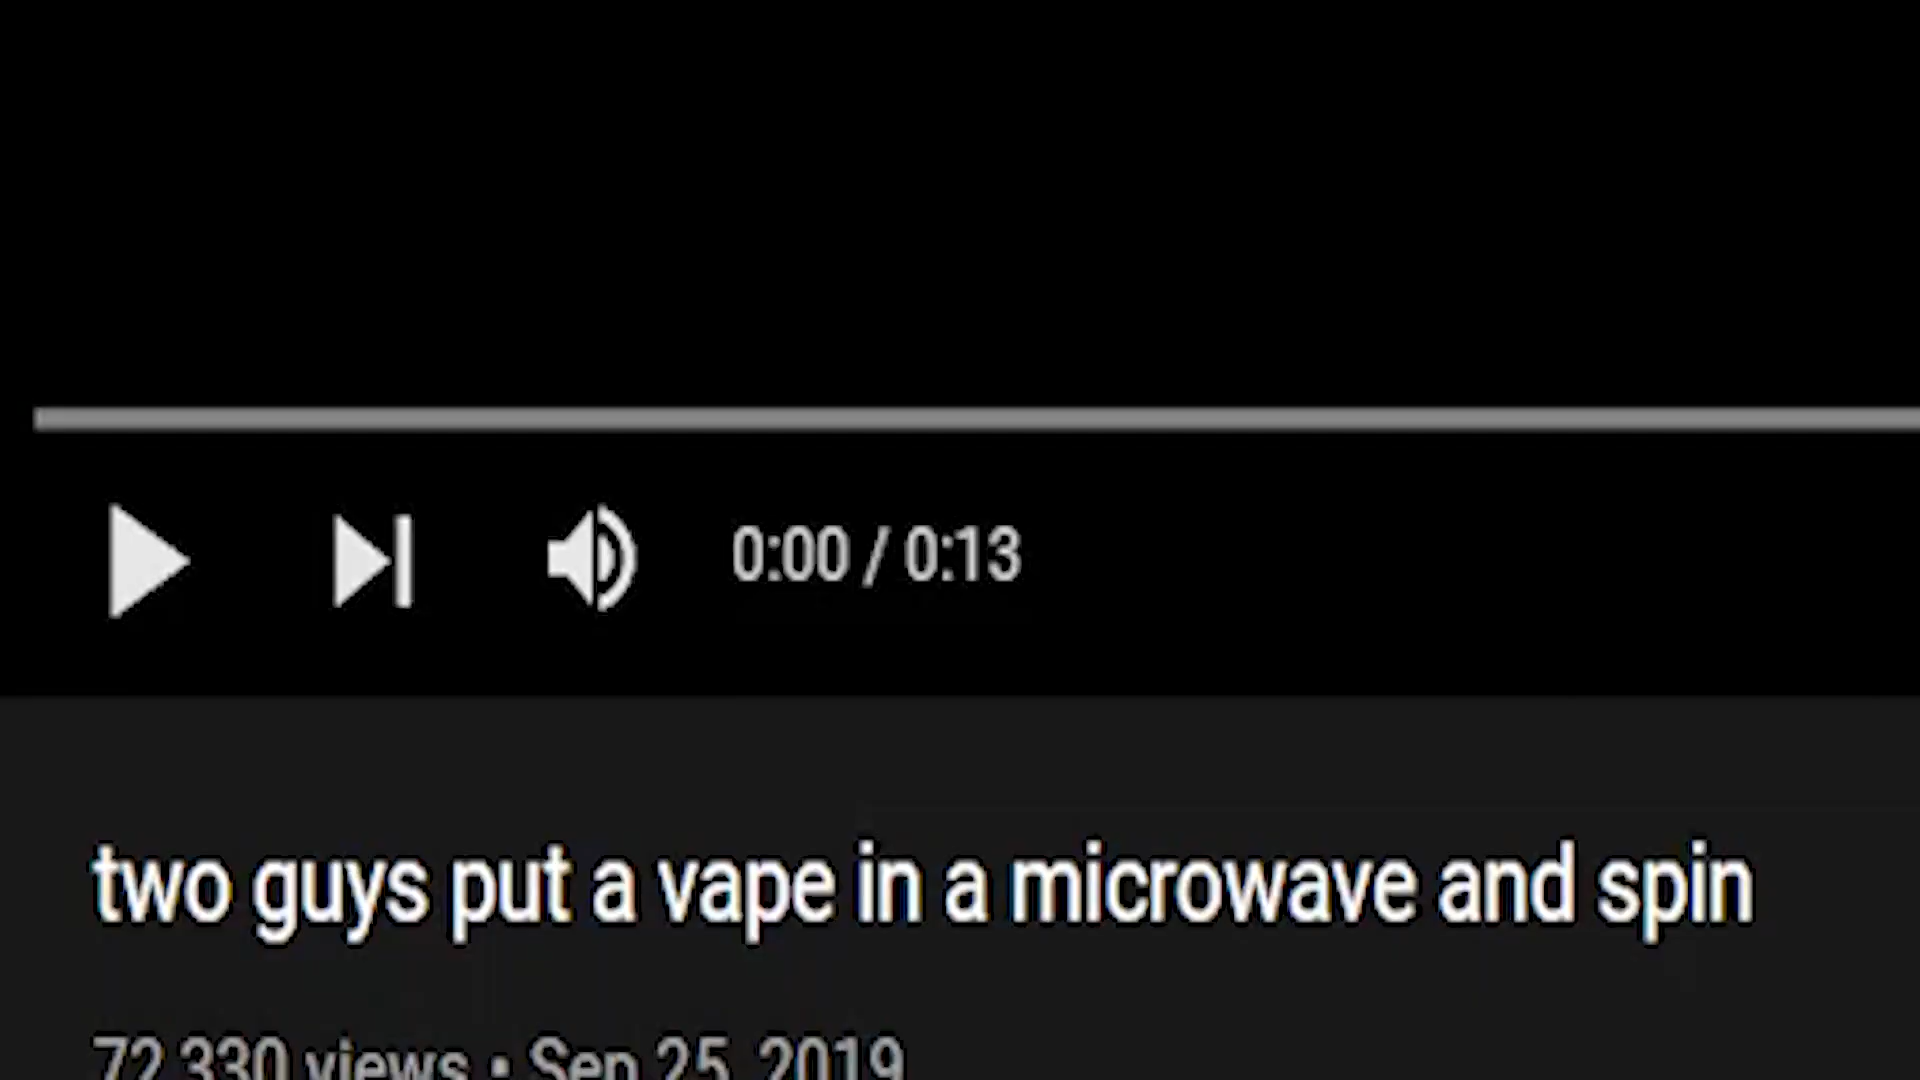 0:00 / 0:13
two guys put a vape in a microwave and spin
72,330 views • Sep 25, 2019